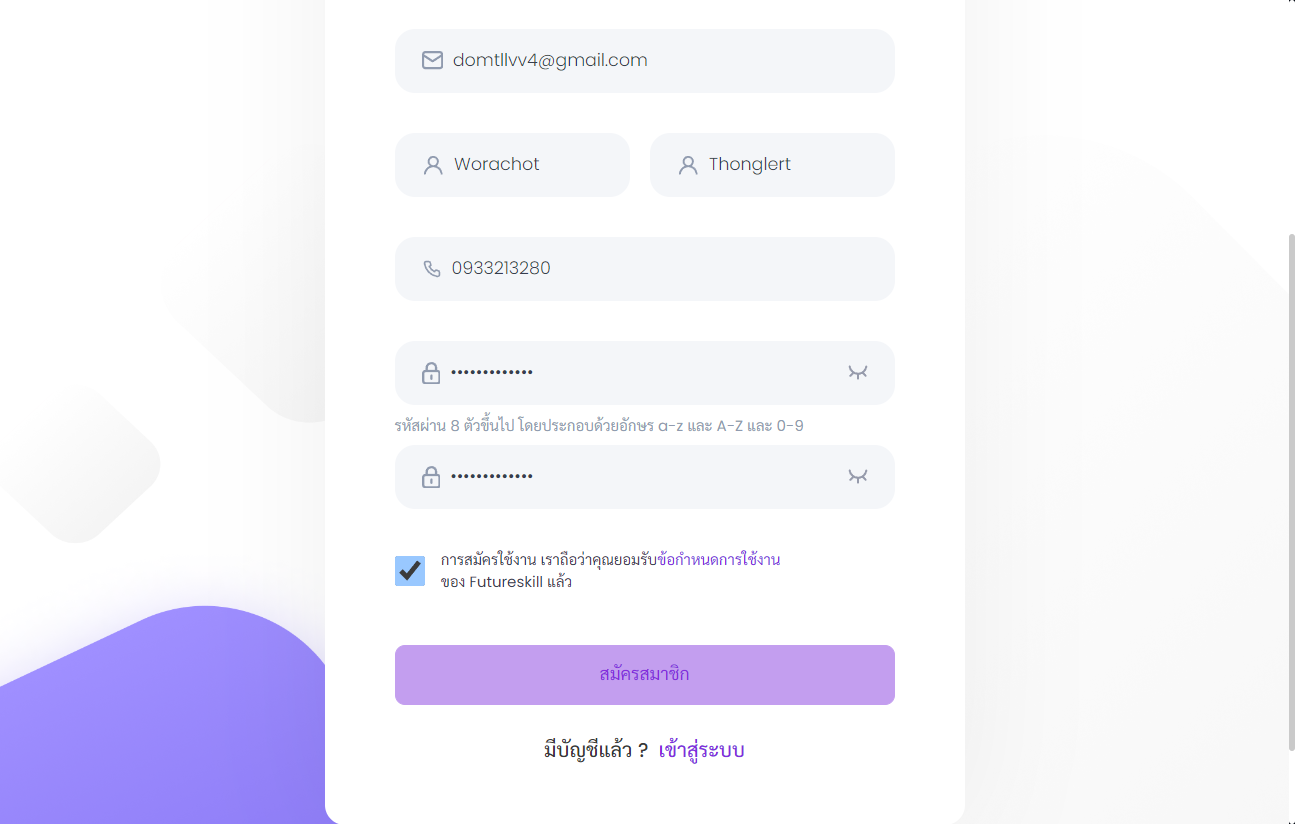 domtllvv4@gmail.com
Worachot
Thonglert
0933213280
•••••••••••••
รหัสผ่าน 8 ตัวขึ้นไป โดยประกอบด้วยอักษร a-z และ A-Z และ 0-9
•••••••••••••
การสมัครใช้งาน เราถือว่าคุณยอมรับข้อกำหนดการใช้งาน
ของ Futureskill แล้ว
สมัครสมาชิก
มีบัญชีแล้ว ? เข้าสู่ระบบ